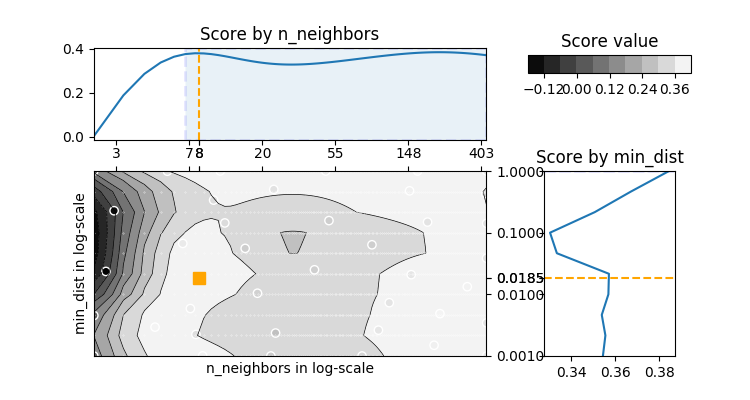 Score by n_neighbors
0.4
0.2
0.0
3 7 8 20 55 148 403
Score value
−0.12 0.00 0.12 0.24 0.36
min_dist in log-scale
n_neighbors in log-scale
Score by min_dist
1.0000
0.1000
0.0185
0.0100
0.0010
0.34 0.36 0.38